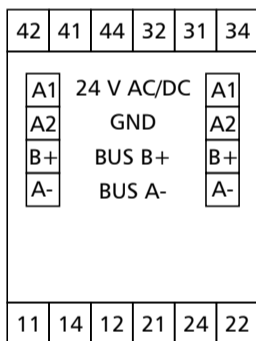 42 41 44 32 31 34
A1 24 V AC/DC A1
A2 GND A2
B+ BUS B+ B+
A- BUS A- A-
11 14 12 21 24 22